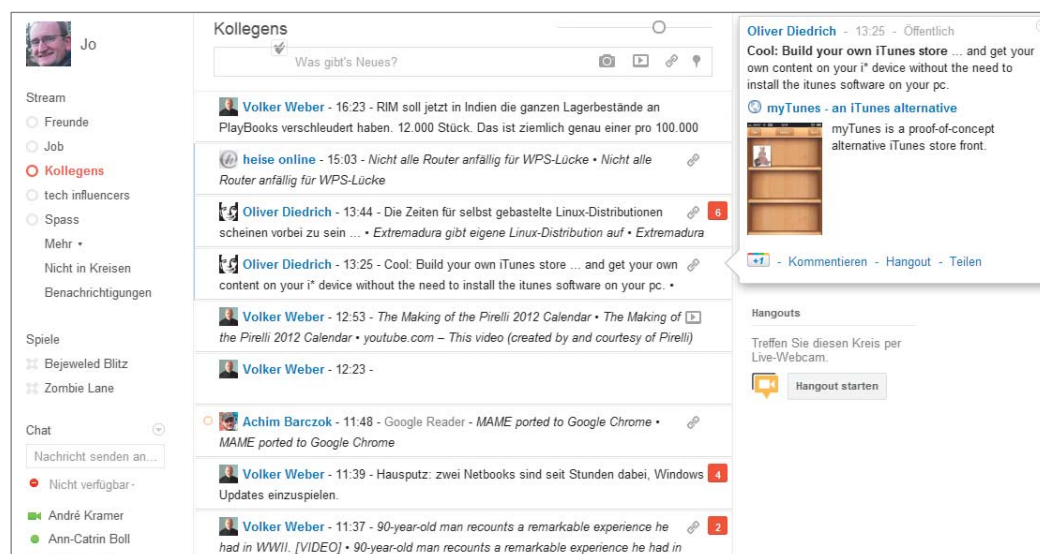 Jo
Stream
Freunde
Job
Kollegens
tech influencers
Spass
Mehr
Nicht in Kreisen
Benachrichtigungen
Spiele
Bejeweled Blitz
Zombie Lane
Chat
Nachricht senden an...
Nicht verfügbar
André Kramer
Ann-Catrin Boll
Kollegens
Was gibt's Neues?
Volker Weber - 16:23 - RIM soll jetzt in Indien die ganzen Lagerbestände an
PlayBooks verschleudert haben. 12.000 Stück. Das ist ziemlich genau einer pro 100.000
heise online - 15:03 - Nicht alle Router anfällig für WPS-Lücke • Nicht alle
Router anfällig für WPS-Lücke
Oliver Diedrich - 13:44 - Die Zeiten für selbst gebastelte Linux-Distributionen 6
scheinen vorbei zu sein ... • Extremadura gibt eigene Linux-Distribution auf • Extremadura
Oliver Diedrich - 13:25 - Cool: Build your own iTunes store ... and get your own
content on your i* device without the need to install the itunes software on your pc. •
Volker Weber - 12:53 - The Making of the Pirelli 2012 Calendar • The Making of
the Pirelli 2012 Calendar • youtube.com – This video (created by and courtesy of Pirelli)
Volker Weber - 12:23 -
Achim Barczok - 11:48 - Google Reader - MAME ported to Google Chrome •
MAME ported to Google Chrome
Volker Weber - 11:39 - Hausputz: zwei Netbooks sind seit Stunden dabei, Windows 4
Updates einzuspielen.
Volker Weber - 11:37 - 90-year-old man recounts a remarkable experience he 2
had in WWII. [VIDEO] • 90-year-old man recounts a remarkable experience he had in
Oliver Diedrich - 13:25 - Öffentlich
Cool: Build your own iTunes store ... and get your
own content on your i* device without the need to
install the itunes software on your pc.
myTunes - an iTunes alternative
myTunes is a proof-of-concept
alternative iTunes store front.
+1 - Kommentieren - Hangout - Teilen
Hangouts
Treffen Sie diesen Kreis per
Live-Webcam.
Hangout starten